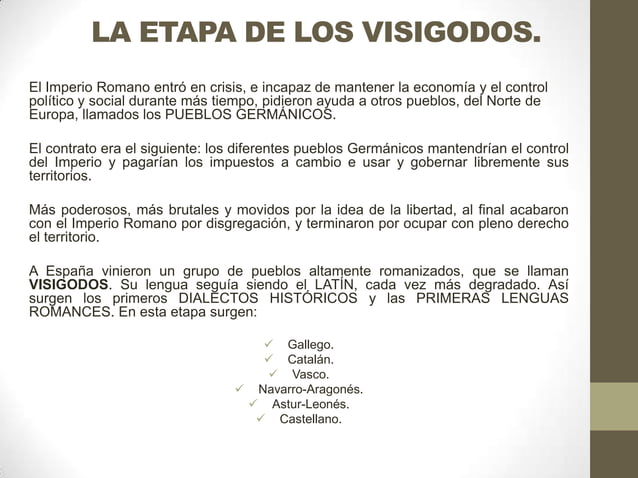 LA ETAPA DE LOS VISIGODOS.
El Imperio Romano entró en crisis, e incapaz de mantener la economía y el control
político y social durante más tiempo, pidieron ayuda a otros pueblos, del Norte de
Europa, llamados los PUEBLOS GERMÁNICOS.
El contrato era el siguiente: los diferentes pueblos Germánicos mantendrían el control
del Imperio y pagarían los impuestos a cambio e usar y gobernar libremente sus
territorios.
Más poderosos, más brutales y movidos por la idea de la libertad, al final acabaron
con el Imperio Romano por disgregación, y terminaron por ocupar con pleno derecho
el territorio.
A España vinieron un grupo de pueblos altamente romanizados, que se llaman
VISIGODOS. Su lengua seguía siendo el LATÍN, cada vez más degradado. Así
surgen los primeros DIALECTOS HISTÓRICOS y las PRIMERAS LENGUAS
ROMANCES. En esta etapa surgen:
✓ Gallego.
✓ Catalán.
✓ Vasco.
✓ Navarro-Aragonés.
✓ Astur-Leonés.
✓ Castellano.